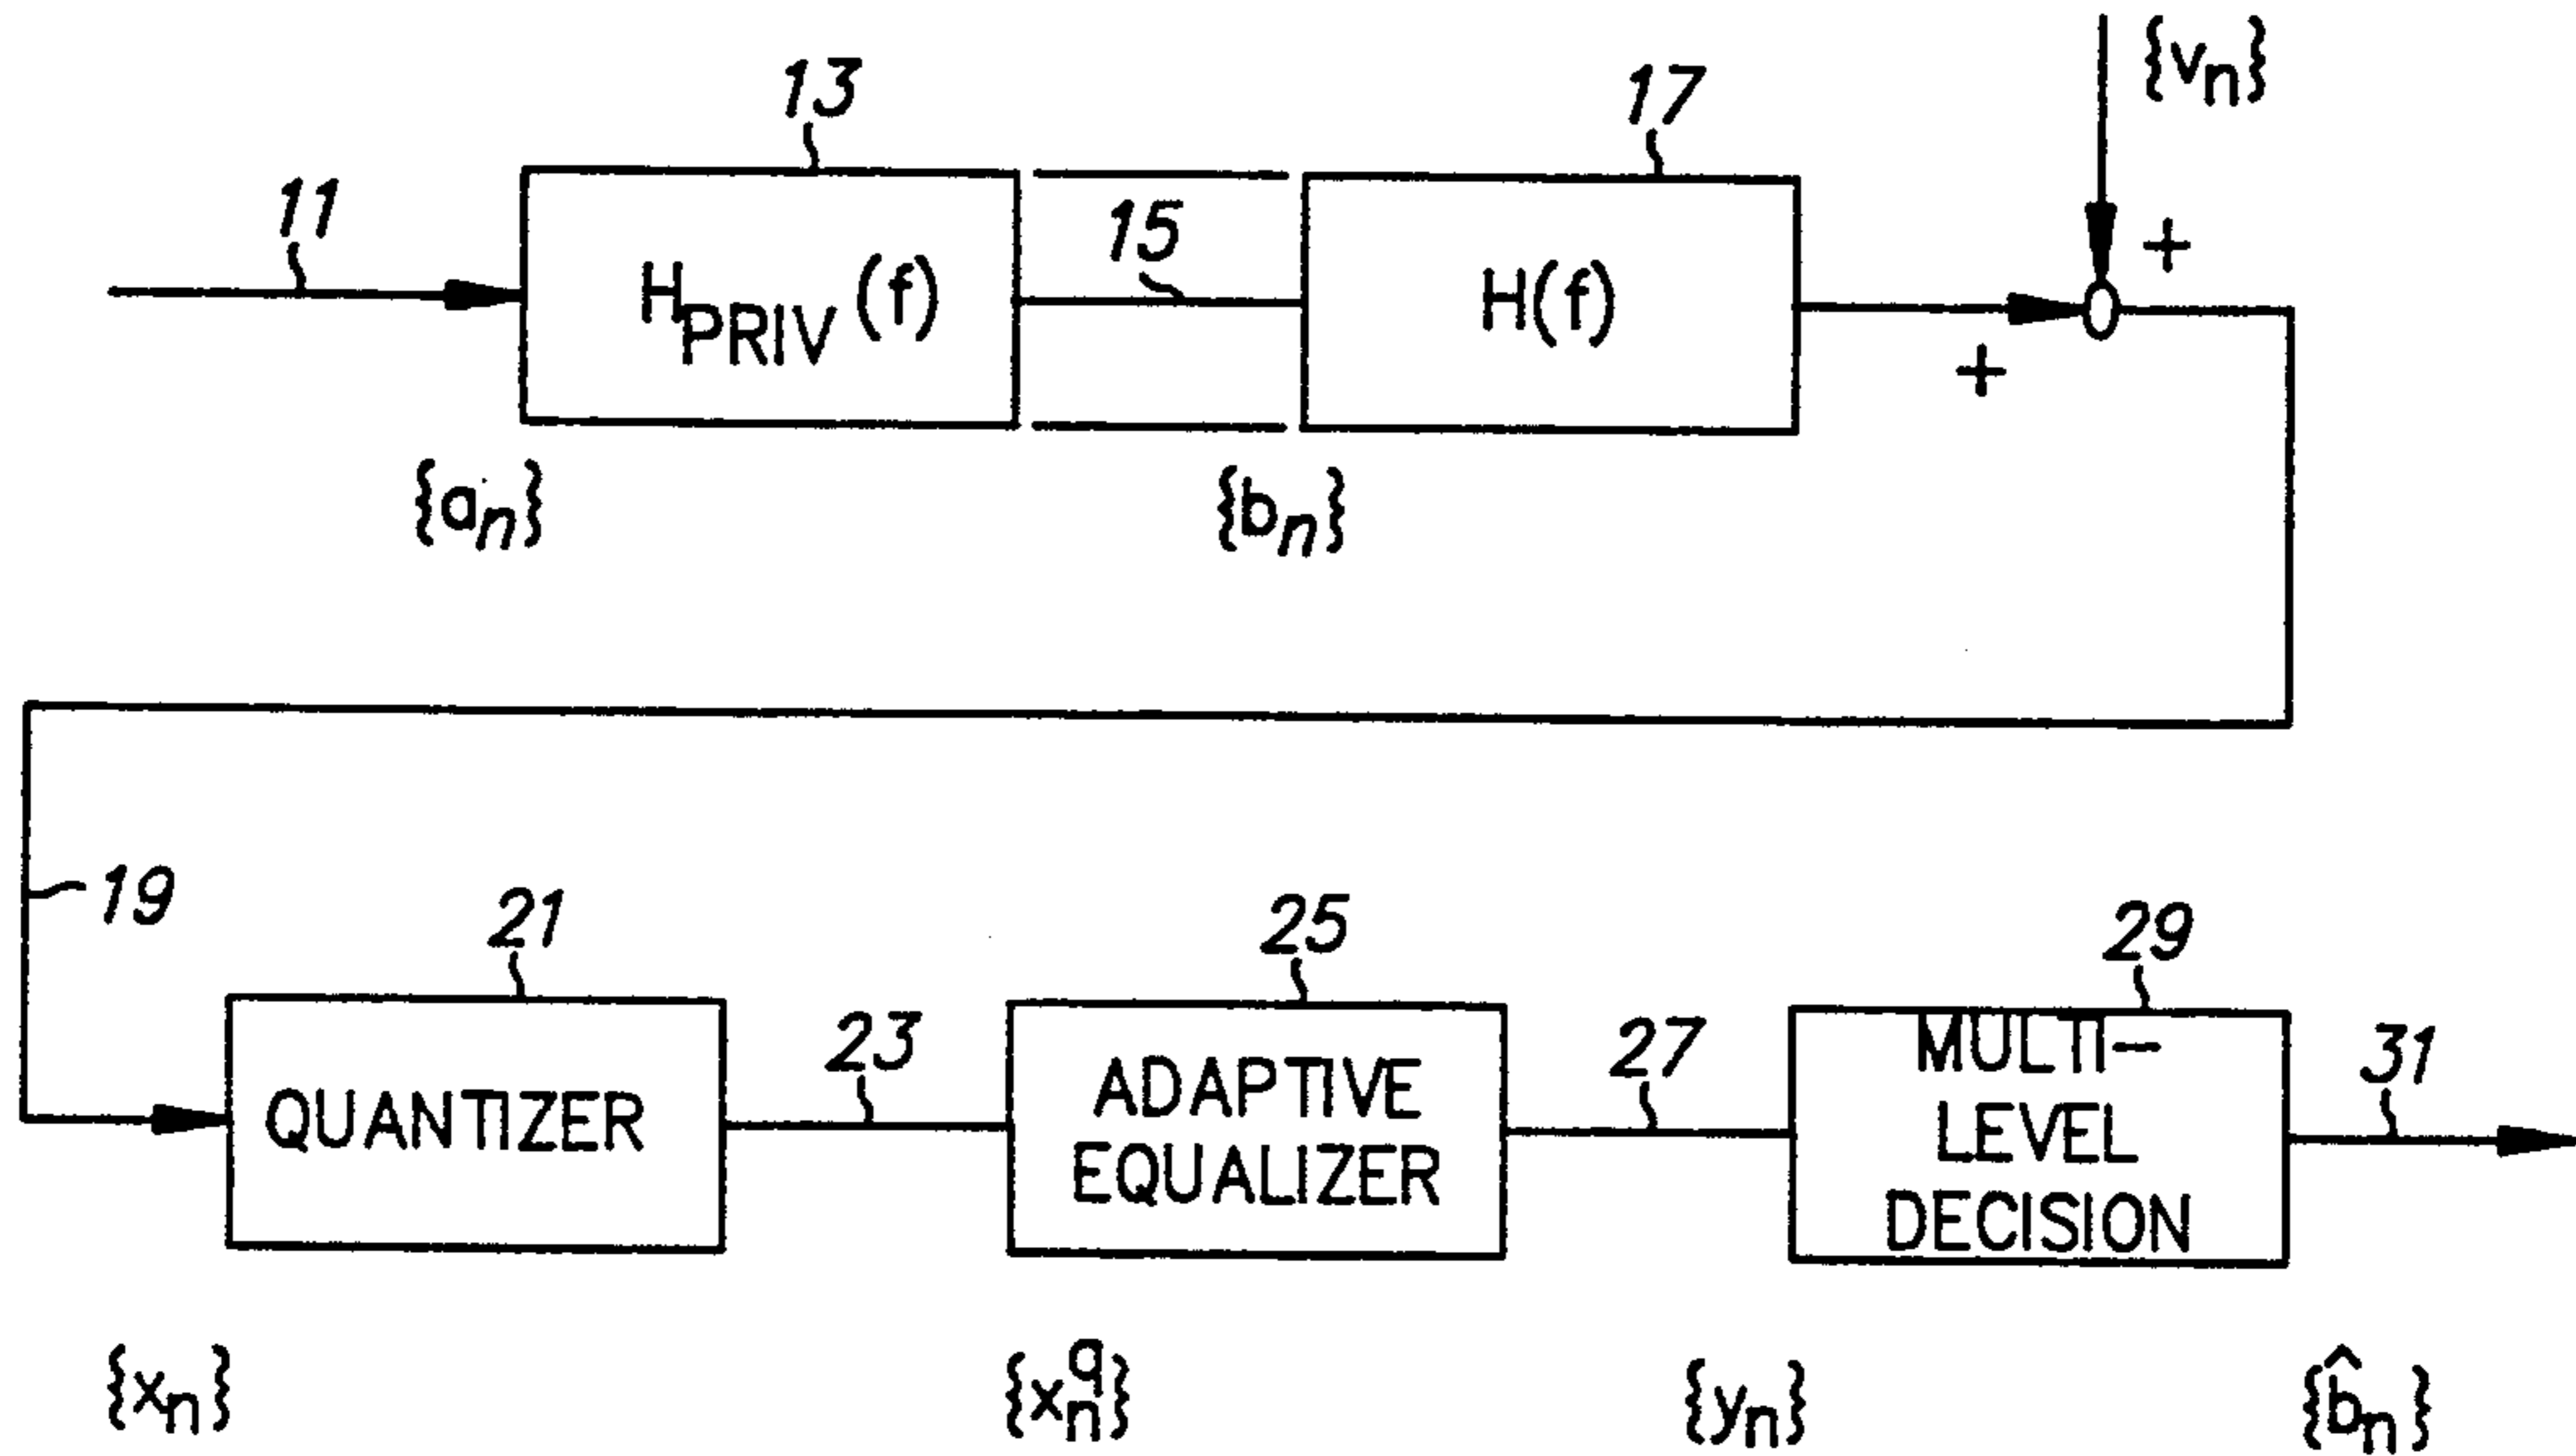 {vn}
13
17
11
HPRIV(f)
15
H(f)
+
+
{an}
{bn}
19
21
25
29
23
27
31
QUANTIZER
ADAPTIVE
EQUALIZER
MULTI-
LEVEL
DECISION
{xn}
{xnq}
{yn}
{b̂n}